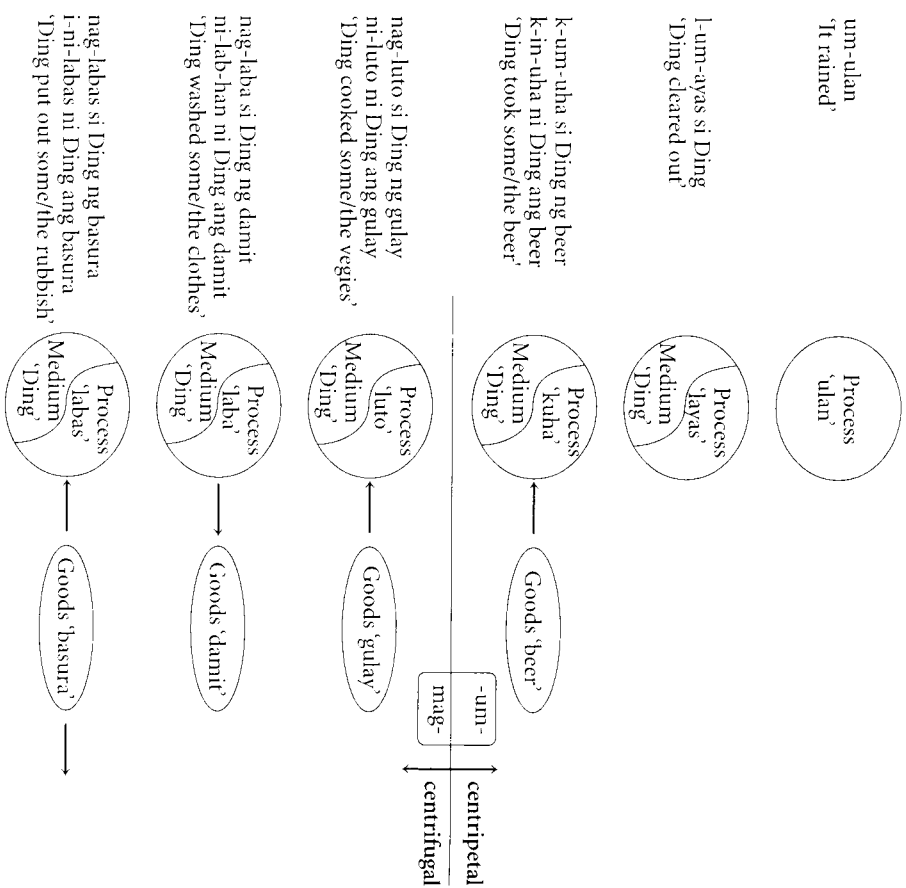 um-ulan
'It rained'
Process
'ulan'
l-um-ayas si Ding
'Ding cleared out'
Process
'layas'
Medium
'Ding'
k-um-uha si Ding ng beer
k-in-uha ni Ding ang beer
'Ding took some/the beer'
Process
'kuha'
Medium
'Ding'
Goods 'beer'
-um-
mag-
centripetal
centrifugal
nag-luto si Ding ng gulay
ni-luto ni Ding ang gulay
'Ding cooked some/the vegies'
Process
'luto'
Medium
'Ding'
Goods 'gulay'
nag-laba si Ding ng damit
ni-lab-han ni Ding ang damit
'Ding washed some/the clothes'
Process
'laba'
Medium
'Ding'
Goods 'damit'
nag-labas si Ding ng basura
i-ni-labas ni Ding ang basura
'Ding put out some/the rubbish'
Process
'labas'
Medium
'Ding'
Goods 'basura'